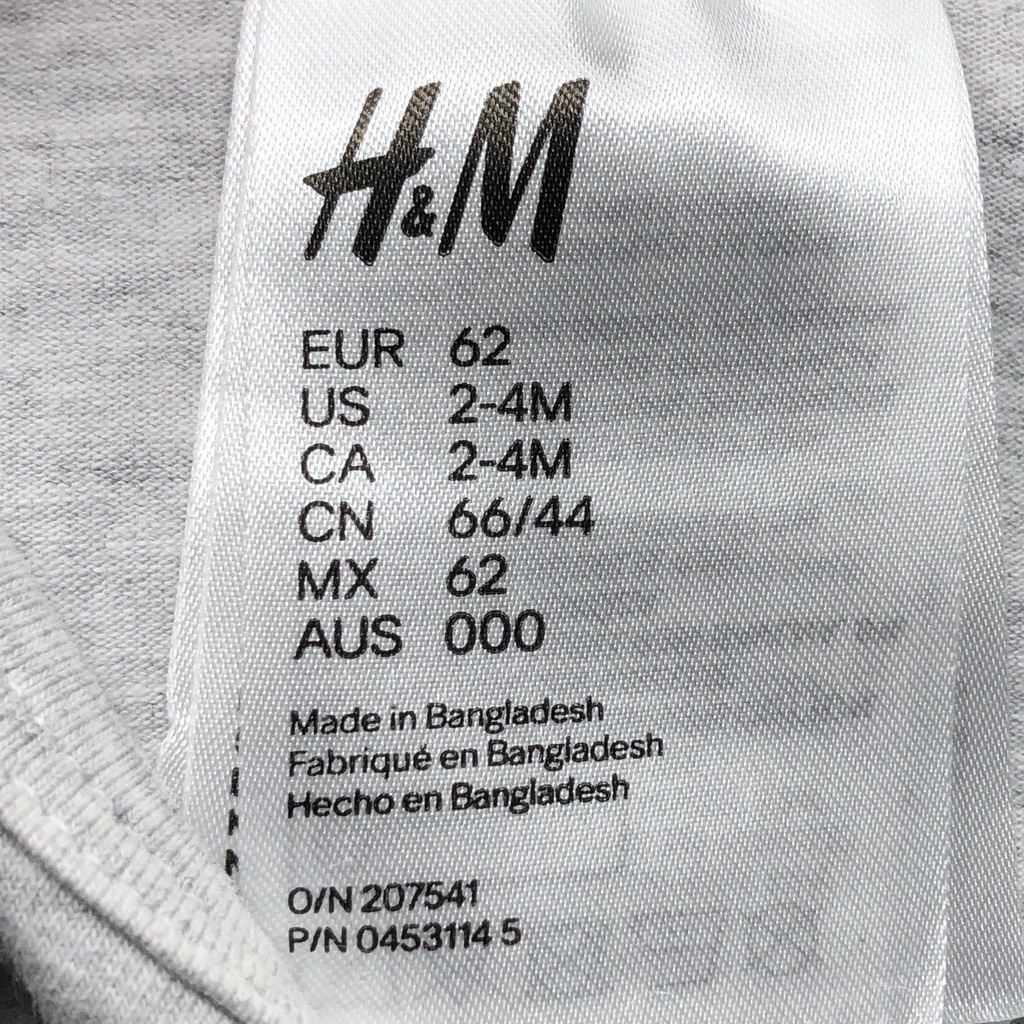 H&M
EUR 62
US 2-4M
CA 2-4M
CN 66/44
MX 62
AUS 000
Made in Bangladesh
Fabriqué en Bangladesh
Hecho en Bangladesh
O/N 207541
P/N 0453114 5